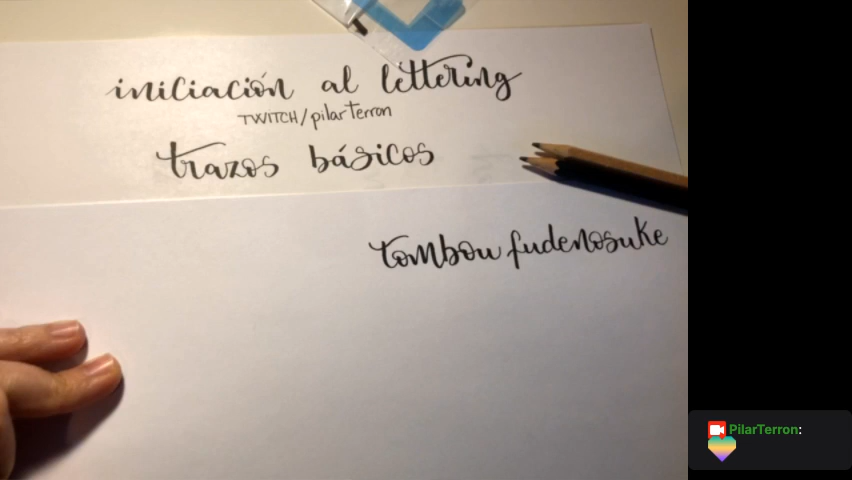 iniciación al lettering
TWITCH/pilarterron
trazos básicos
tombow fudenosuke
PilarTerron: